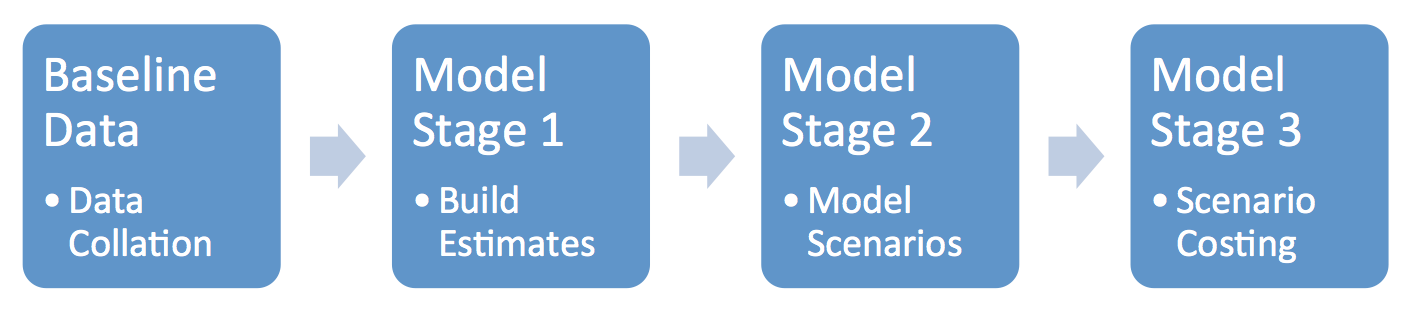 Baseline
Data
• Data
Collation
Model
Stage 1
• Build
Estimates
Model
Stage 2
• Model
Scenarios
Model
Stage 3
• Scenario
Costing